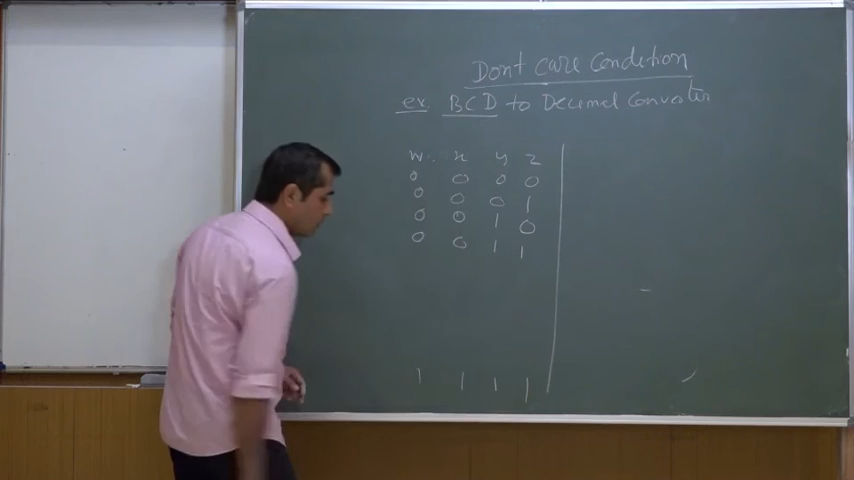 Don't care Condition
ex. BCD to Decimal Converter
w x y z
0 0 0 0
0 0 0 1
0 0 1 0
0 0 1 1
1 1 1 1